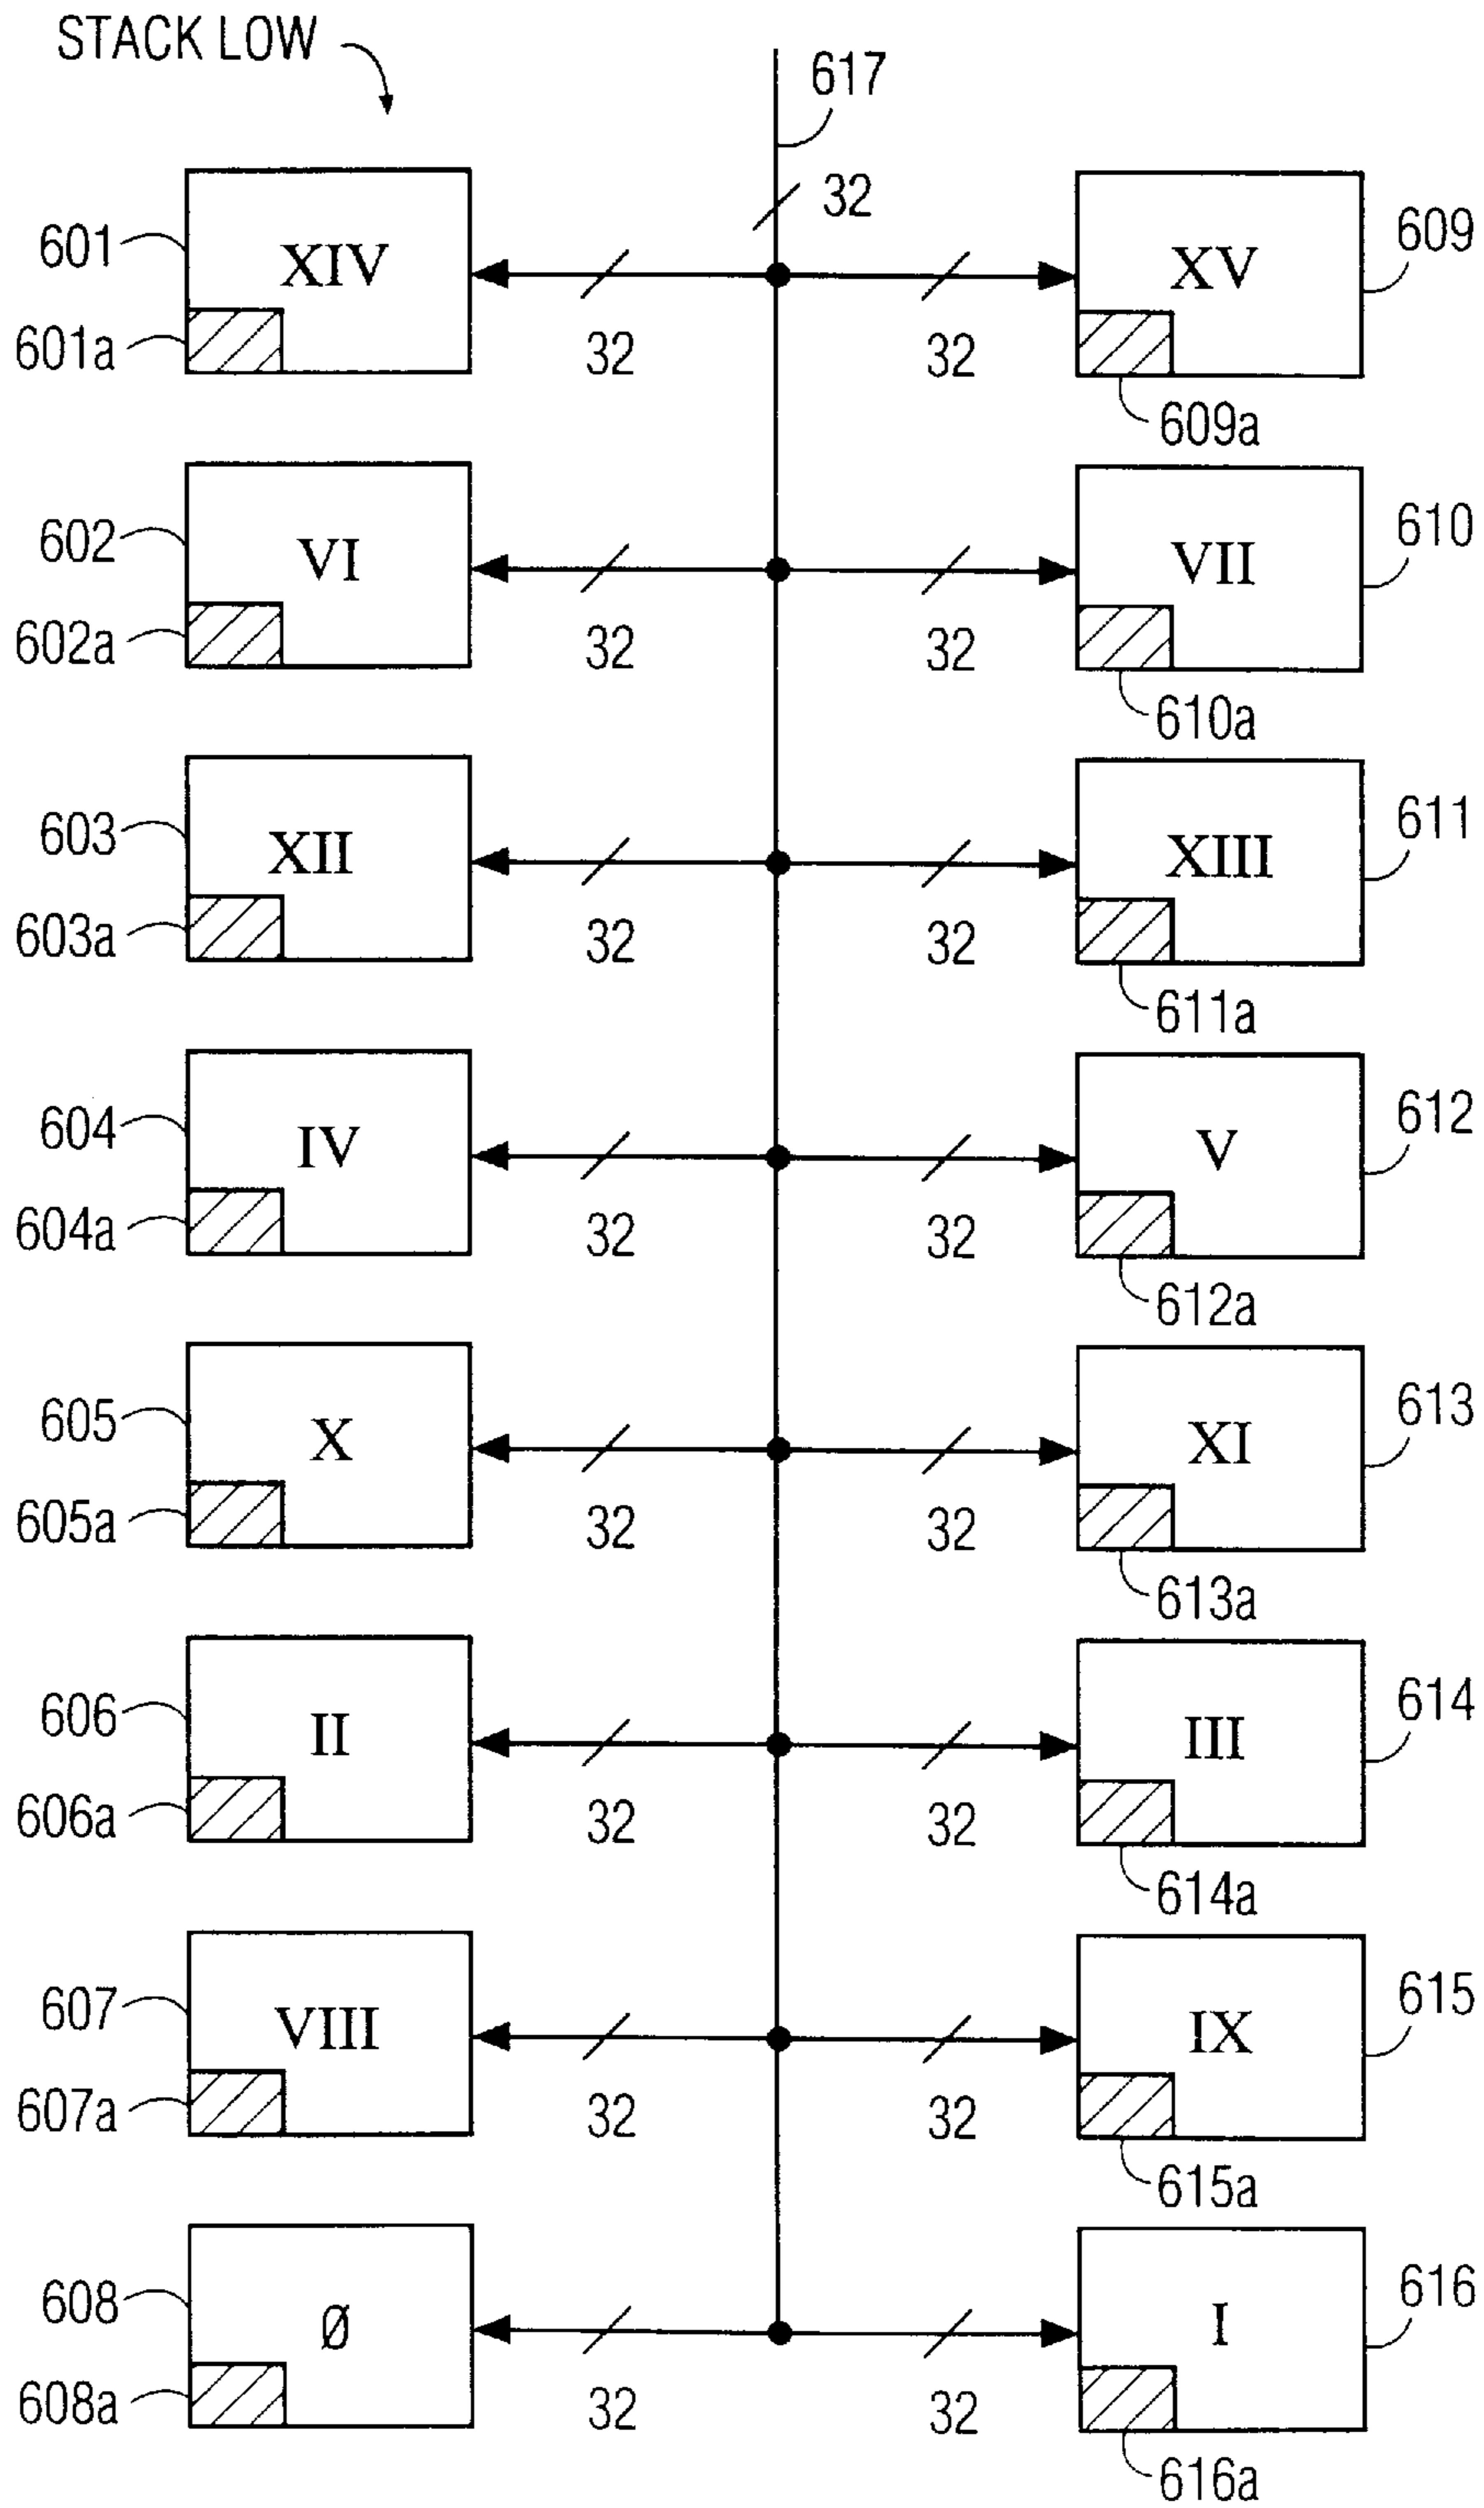 STACK LOW
617
32
601
XIV
XV
609
601a
32
32
609a
602
VI
VII
610
602a
32
32
610a
603
XII
XIII
611
603a
32
32
611a
604
IV
V
612
604a
32
32
612a
605
X
XI
613
605a
32
32
613a
606
II
III
614
606a
32
32
614a
607
VIII
IX
615
607a
32
32
615a
608
Ø
I
616
608a
32
32
616a